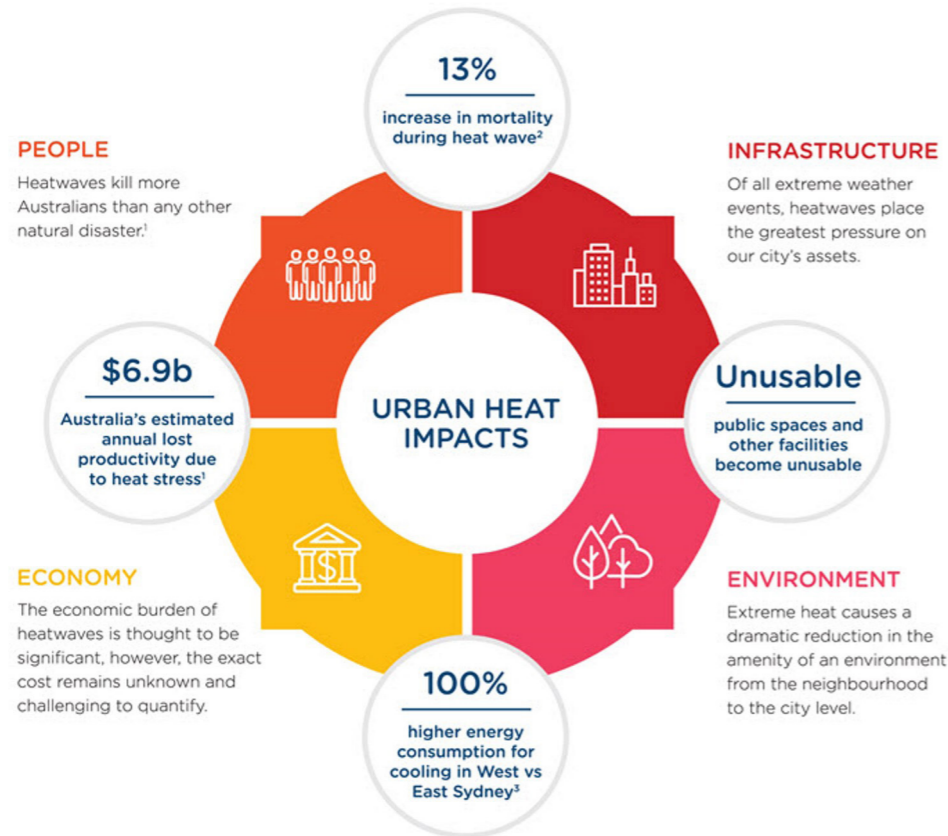 13%
increase in mortality
during heat wave²
PEOPLE
Heatwaves kill more
Australians than any other
natural disaster.¹
INFRASTRUCTURE
Of all extreme weather
events, heatwaves place
the greatest pressure on
our city's assets.
$6.9b
Australia's estimated
annual lost
productivity due
to heat stress¹
URBAN HEAT
IMPACTS
Unusable
public spaces and
other facilities
become unusable
$
ECONOMY
The economic burden of
heatwaves is thought to be
significant, however, the exact
cost remains unknown and
challenging to quantify.
ENVIRONMENT
Extreme heat causes a
dramatic reduction in the
amenity of an environment
from the neighbourhood
to the city level.
100%
higher energy
consumption for
cooling in West vs
East Sydney³